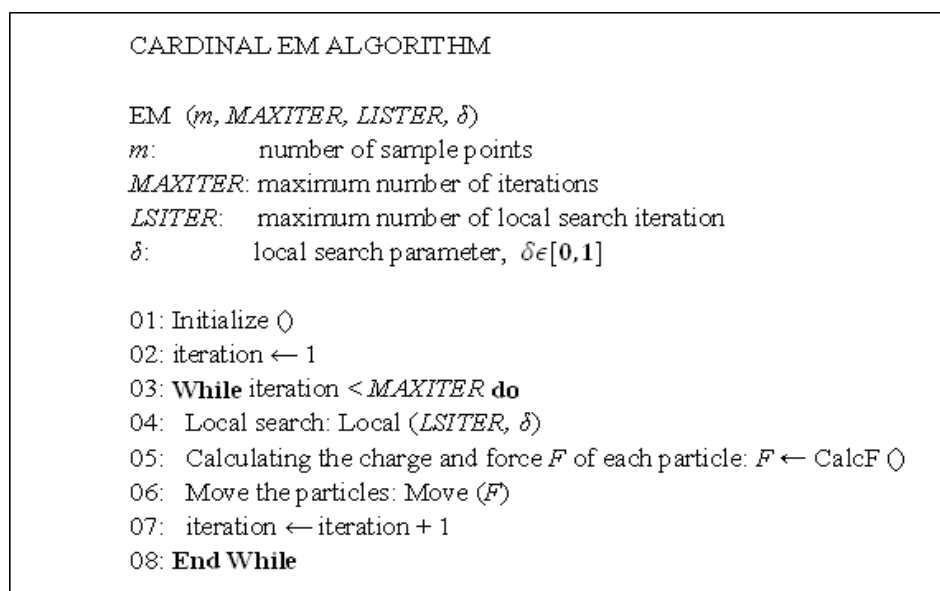 CARDINAL EM ALGORITHM
EM (m, MAXITER, LISTER, δ)
m: number of sample points
MAXITER: maximum number of iterations
LSITER: maximum number of local search iteration
δ: local search parameter, δϵ[0,1]
01: Initialize ()
02: iteration ← 1
03: While iteration < MAXITER do
04: Local search: Local (LSITER, δ)
05: Calculating the charge and force F of each particle: F ← CalcF ()
06: Move the particles: Move (F)
07: iteration ← iteration + 1
08: End While